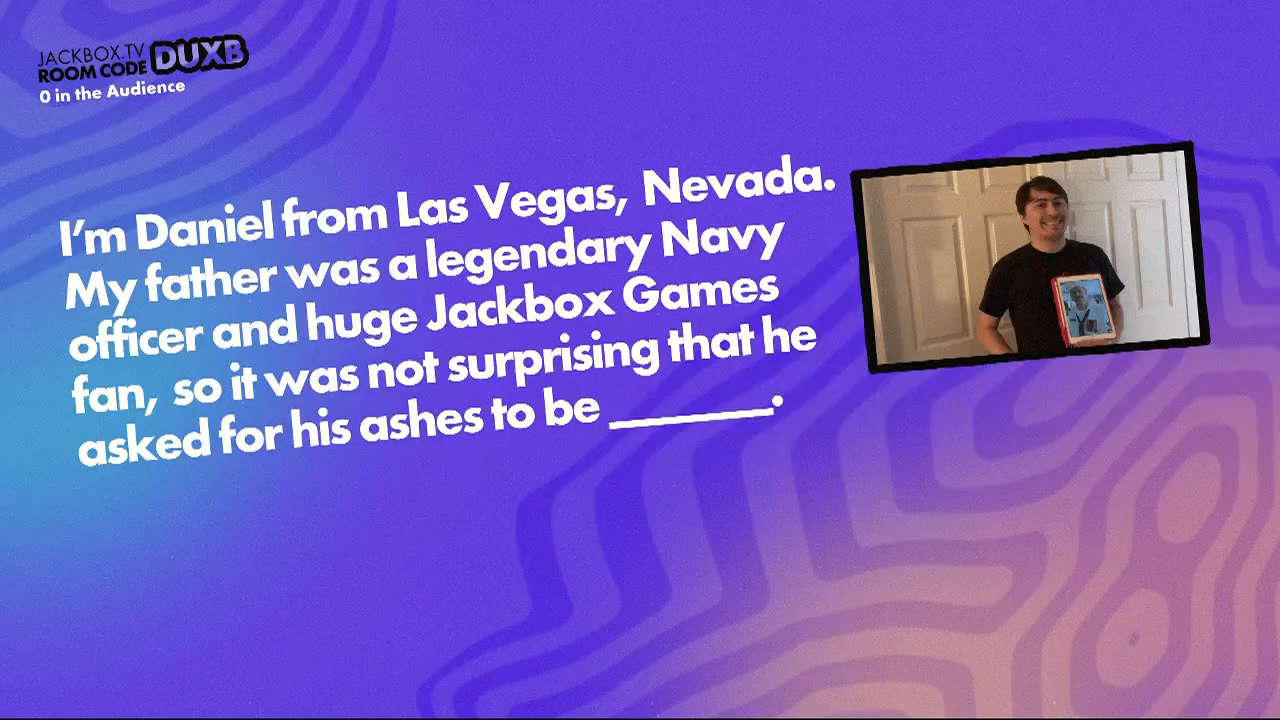 JACKBOX.TV
ROOM CODE DUXB
0 in the Audience
I'm Daniel from Las Vegas, Nevada.
My father was a legendary Navy
officer and huge Jackbox Games
fan, so it was not surprising that he
asked for his ashes to be _______.